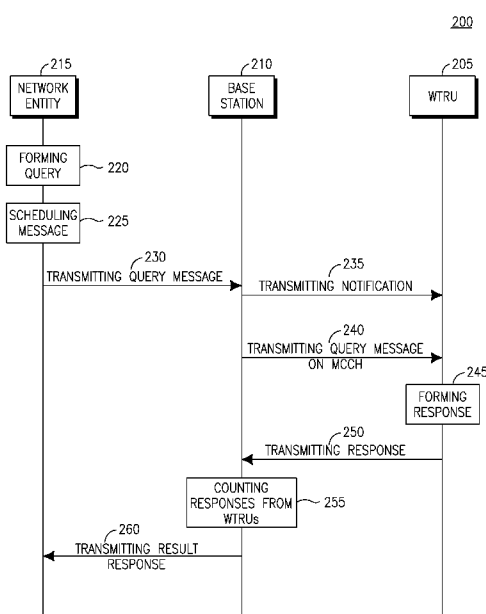 200
215
210
205
NETWORK
ENTITY
BASE
STATION
WTRU
FORMING
QUERY
220
SCHEDULING
MESSAGE
225
230
TRANSMITTING QUERY MESSAGE
235
TRANSMITTING NOTIFICATION
240
TRANSMITTING QUERY MESSAGE
ON MCCH
245
FORMING
RESPONSE
250
TRANSMITTING RESPONSE
COUNTING
RESPONSES FROM
WTRUs
255
260
TRANSMITTING RESULT
RESPONSE